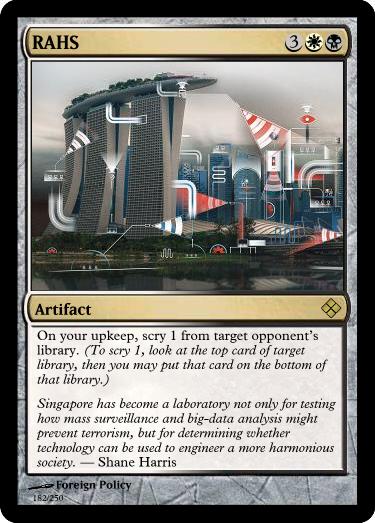 RAHS 3
Artifact
On your upkeep, scry 1 from target opponent's
library. (To scry 1, look at the top card of target
library, then you may put that card on the bottom of
that library.)
Singapore has become a laboratory not only for testing
how mass surveillance and big-data analysis might
prevent terrorism, but for determining whether
technology can be used to engineer a more harmonious
society. — Shane Harris
Foreign Policy
182/250